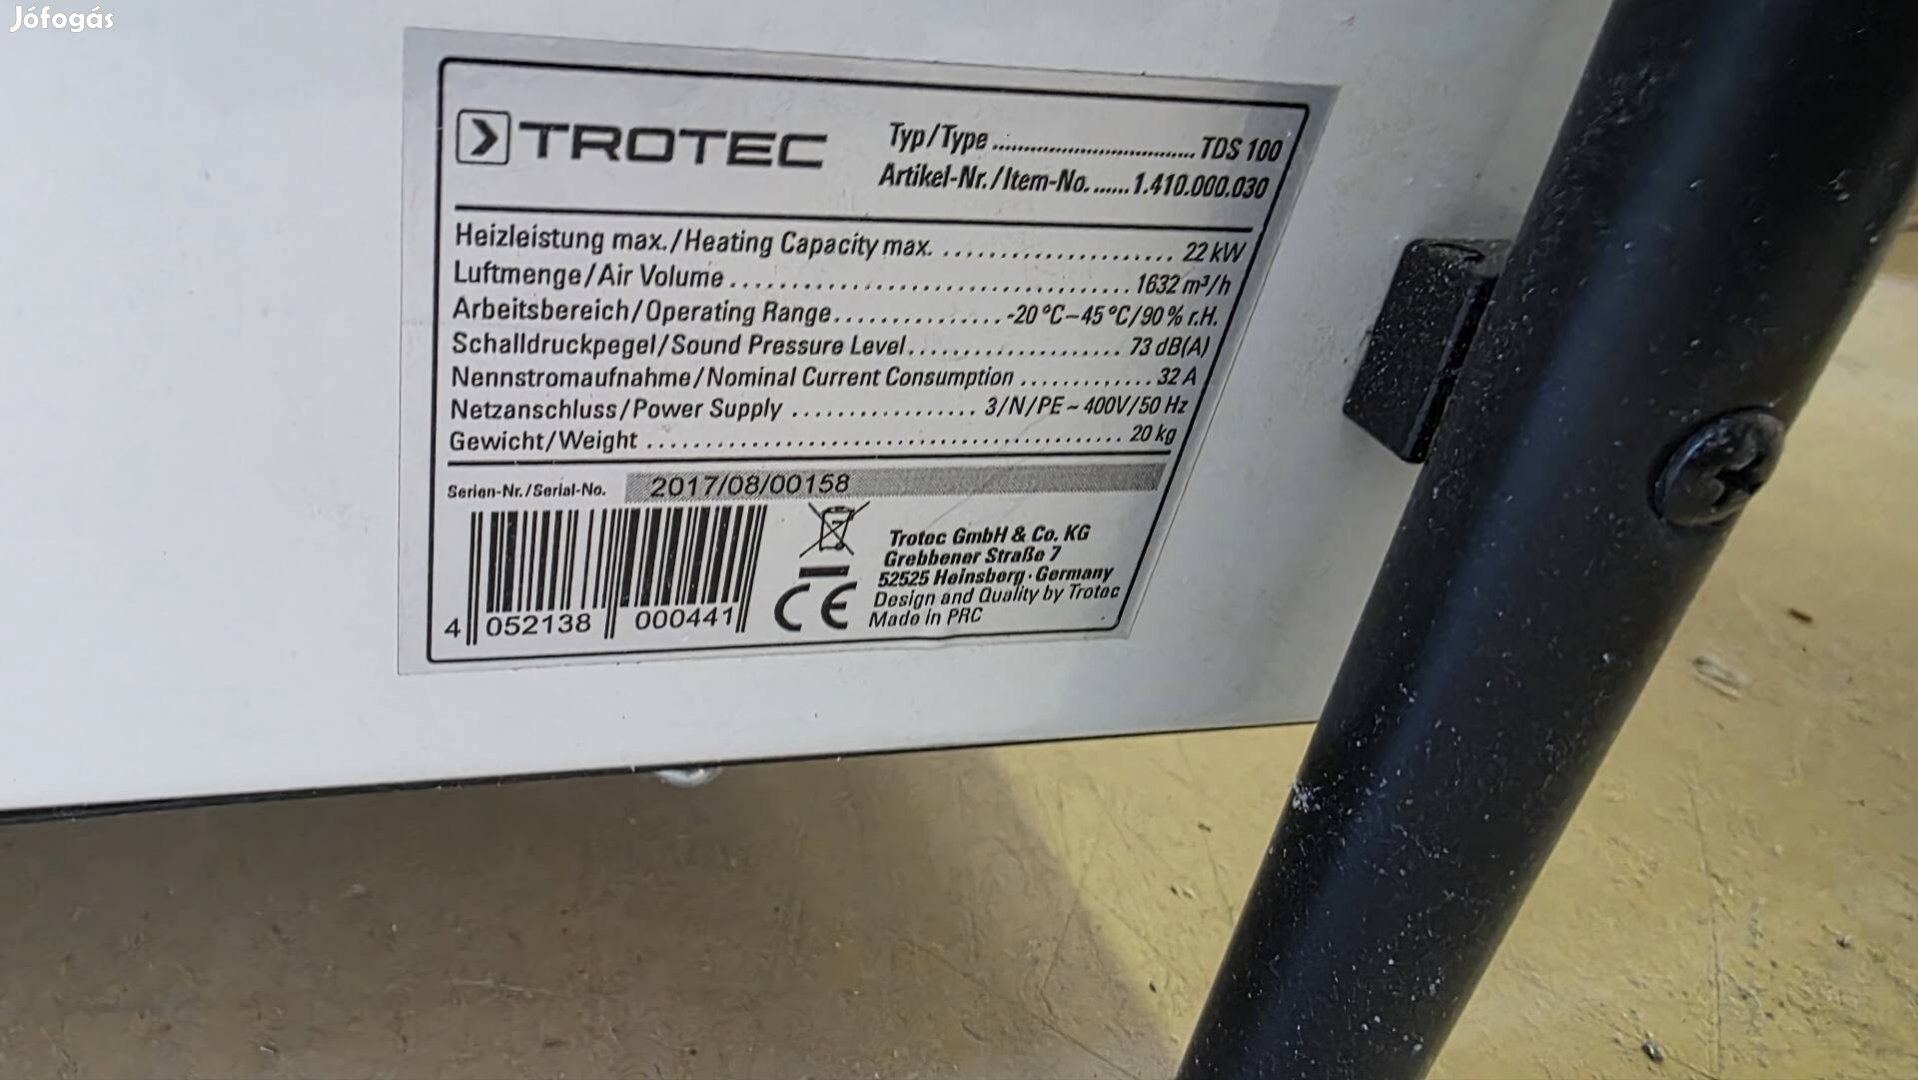 Jófogás
TROTEC
Typ/Type ................................. TDS 100
Artikel-Nr./Item-No. ...... 1.410.000.030
Heizleistung max./Heating Capacity max. ...................... 22 kW
Luftmenge/Air Volume .................................... 1632 m³/h
Arbeitsbereich/Operating Range ................ -20 °C–45 °C/90 % r.H.
Schalldruckpegel/Sound Pressure Level ..................... 73 dB(A)
Nennstromaufnahme/Nominal Current Consumption ............. 32 A
Netzanschluss/Power Supply ................. 3/N/PE ~ 400V/50 Hz
Gewicht/Weight ......................................... 20 kg
Serien-Nr./Serial-No. 2017/08/00158
4 052138 000441
CE
Trotec GmbH & Co. KG
Grebbener Straße 7
52525 Heinsberg · Germany
Design and Quality by Trotec
Made in PRC